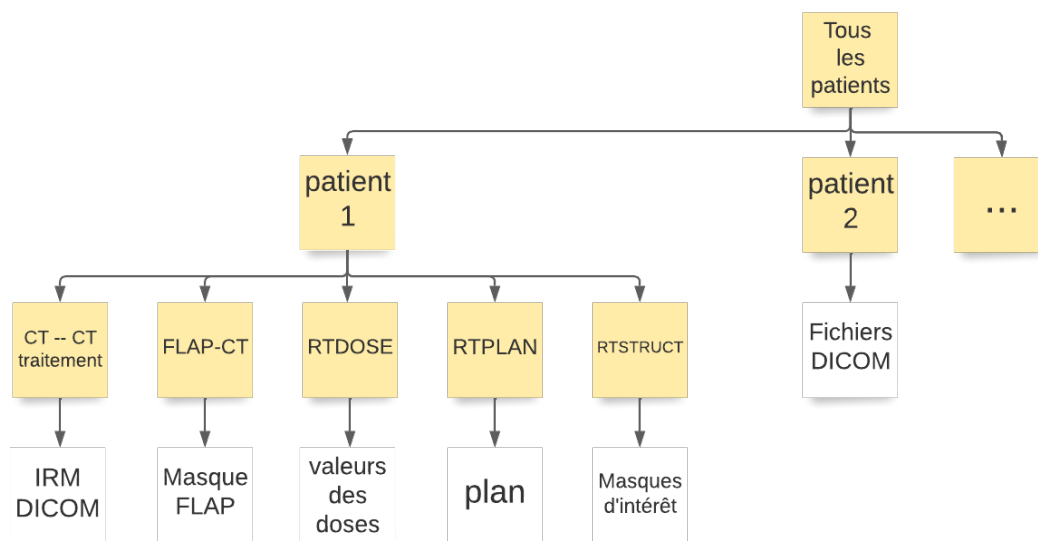 Tous
les
patients
patient
1
patient
2
...
CT -- CT
traitement
FLAP-CT
RTDOSE
RTPLAN
RTSTRUCT
Fichiers
DICOM
IRM
DICOM
Masque
FLAP
valeurs
des
doses
plan
Masques
d'intérêt